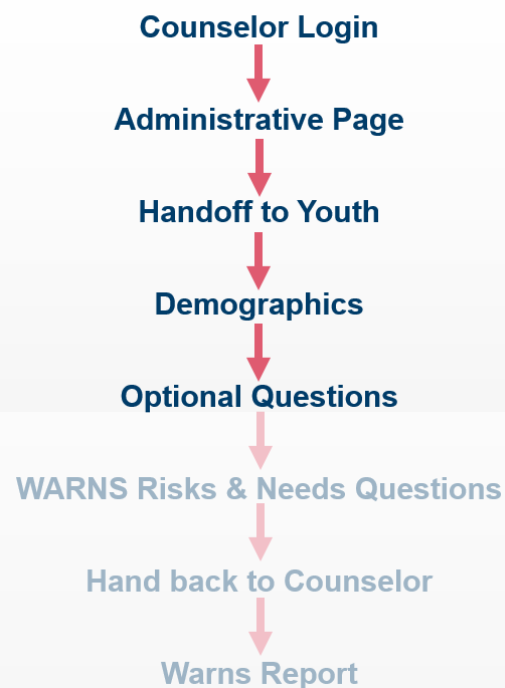 Counselor Login
Administrative Page
Handoff to Youth
Demographics
Optional Questions
WARNS Risks & Needs Questions
Hand back to Counselor
Warns Report